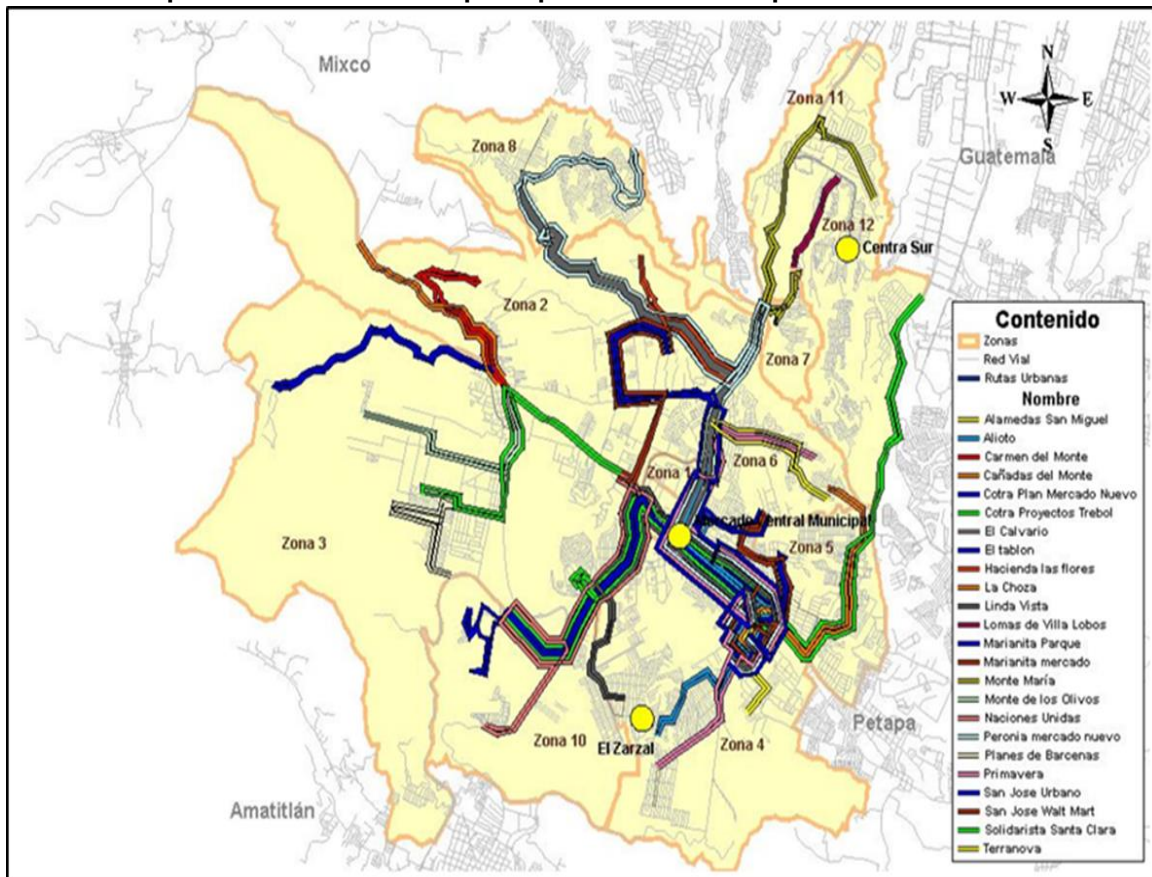 Mixco
Zona 11
N
W E
S
Zona 8
Guatemala
Zona 12
Centra Sur
Zona 2
Zona 7
Zona 6
Zona 1
Mercado Central Municipal
Zona 5
Zona 3
Petapa
Zona 10
El Zarzal
Zona 4
Amatitlán
Contenido
Zonas
Red Vial
Rutas Urbanas
Nombre
Alamedas San Miguel
Alioto
Carmen del Monte
Cañadas del Monte
Cotra Plan Mercado Nuevo
Cotra Proyectos Trebol
El Calvario
El tablon
Hacienda las flores
La Choza
Linda Vista
Lomas de Villa Lobos
Marianita Parque
Marianita mercado
Monte María
Monte de los Olivos
Naciones Unidas
Peronia mercado nuevo
Planes de Barcenas
Primavera
San Jose Urbano
San Jose Walt Mart
Solidarista Santa Clara
Terranova